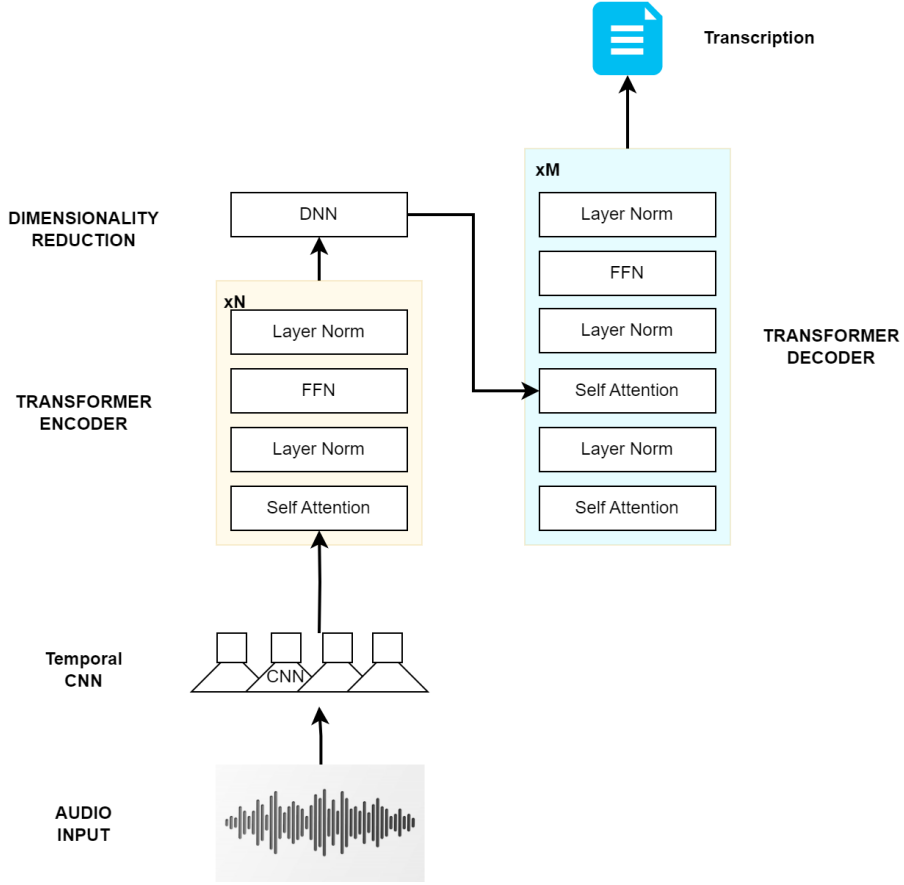 Transcription
xM
Layer Norm
FFN
Layer Norm
Self Attention
Layer Norm
Self Attention
TRANSFORMER
DECODER
DIMENSIONALITY
REDUCTION
DNN
xN
Layer Norm
FFN
Layer Norm
Self Attention
TRANSFORMER
ENCODER
Temporal
CNN
CNN
AUDIO
INPUT